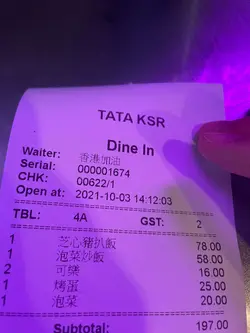 TATA KSR
Dine In
Waiter: 香港加油
Serial: 000001674
CHK: 00622/1
Open at: 2021-10-03 14:12:03
TBL: 4A GST: 2
1 芝心豬扒飯 78.00
1 泡菜炒飯 58.00
2 可樂 16.00
1 烤蛋 25.00
1 泡菜 20.00
Subtotal: 197.00